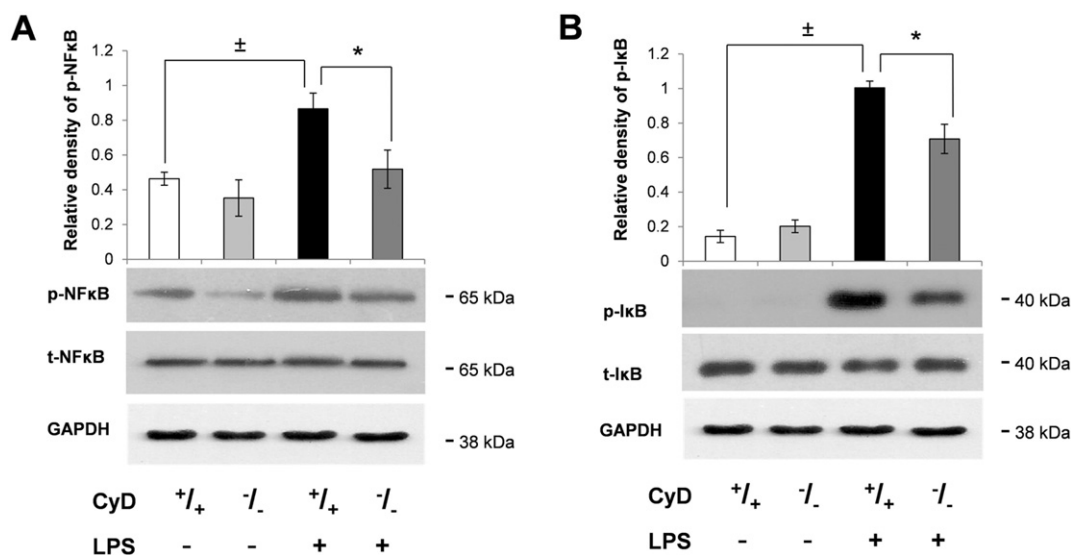 A
B
Relative density of p-NFκB
1.2
1
0.8
0.6
0.4
0.2
0
±
*
p-NFκB
- 65 kDa
t-NFκB
- 65 kDa
GAPDH
- 38 kDa
CyD +/+ -/- +/+ -/-
LPS - - + +
Relative density of p-IκB
1.2
1
0.8
0.6
0.4
0.2
0
±
*
p-IκB
- 40 kDa
t-IκB
- 40 kDa
GAPDH
- 38 kDa
CyD +/+ -/- +/+ -/-
LPS - - + +